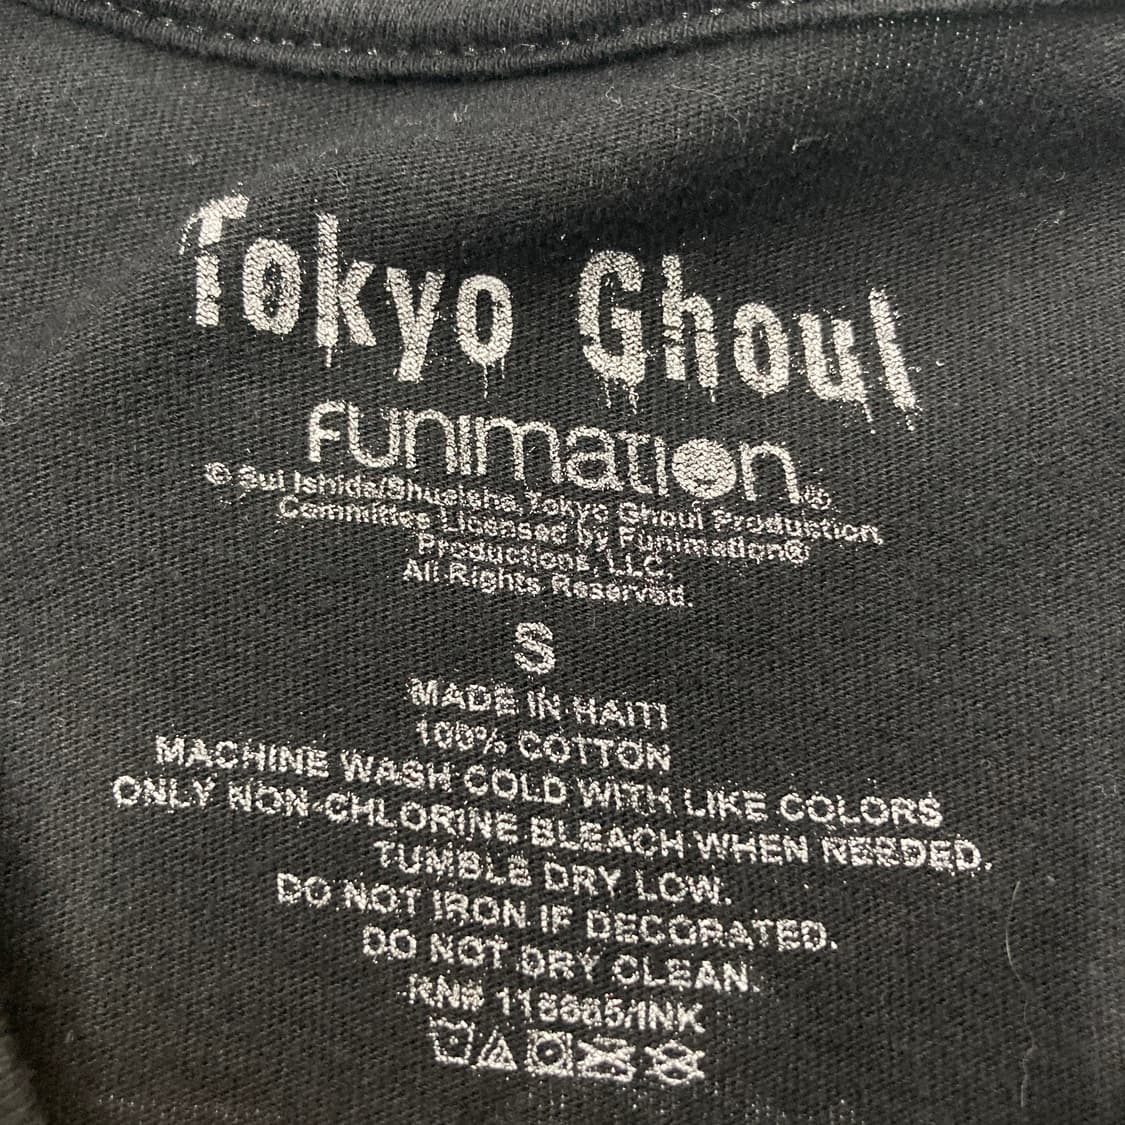 Tokyo Ghoul
FUNIMATION®
© Sui Ishida/Shueisha, Tokyo Ghoul Production
Committee Licensed by Funimation®
Productions, LLC.
All Rights Reserved.
S
MADE IN HAITI
100% COTTON
MACHINE WASH COLD WITH LIKE COLORS
ONLY NON-CHLORINE BLEACH WHEN NEEDED.
TUMBLE DRY LOW.
DO NOT IRON IF DECORATED.
DO NOT DRY CLEAN.
RN#